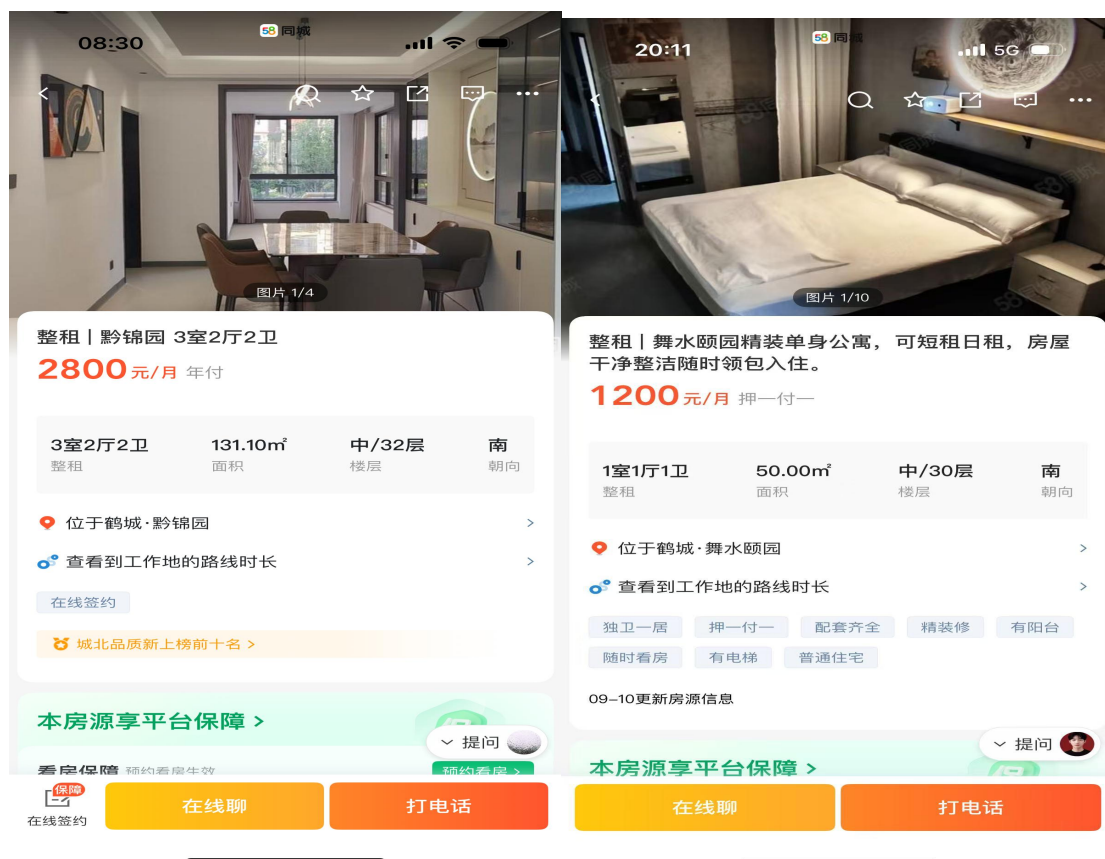 08:30
58同城
图片 1/4
整租丨黔锦园 3室2厅2卫
2800元/月 年付
3室2厅2卫 131.10㎡ 中/32层 南
整租 面积 楼层 朝向
位于鹤城·黔锦园
查看到工作地的路线时长
在线签约
城北品质新上榜前十名 >
本房源享平台保障 >
提问
看房保障 预约看房生效 预约看房 >
保障
在线签约
在线聊 打电话
20:11
58同城
5G
图片 1/10
整租丨舞水颐园精装单身公寓，可短租日租，房屋
干净整洁随时领包入住。
1200元/月 押一付一
1室1厅1卫 50.00㎡ 中/30层 南
整租 面积 楼层 朝向
位于鹤城·舞水颐园
查看到工作地的路线时长
独卫一居 押一付一 配套齐全 精装修 有阳台
随时看房 有电梯 普通住宅
09-10更新房源信息
提问
本房源享平台保障 >
在线聊 打电话